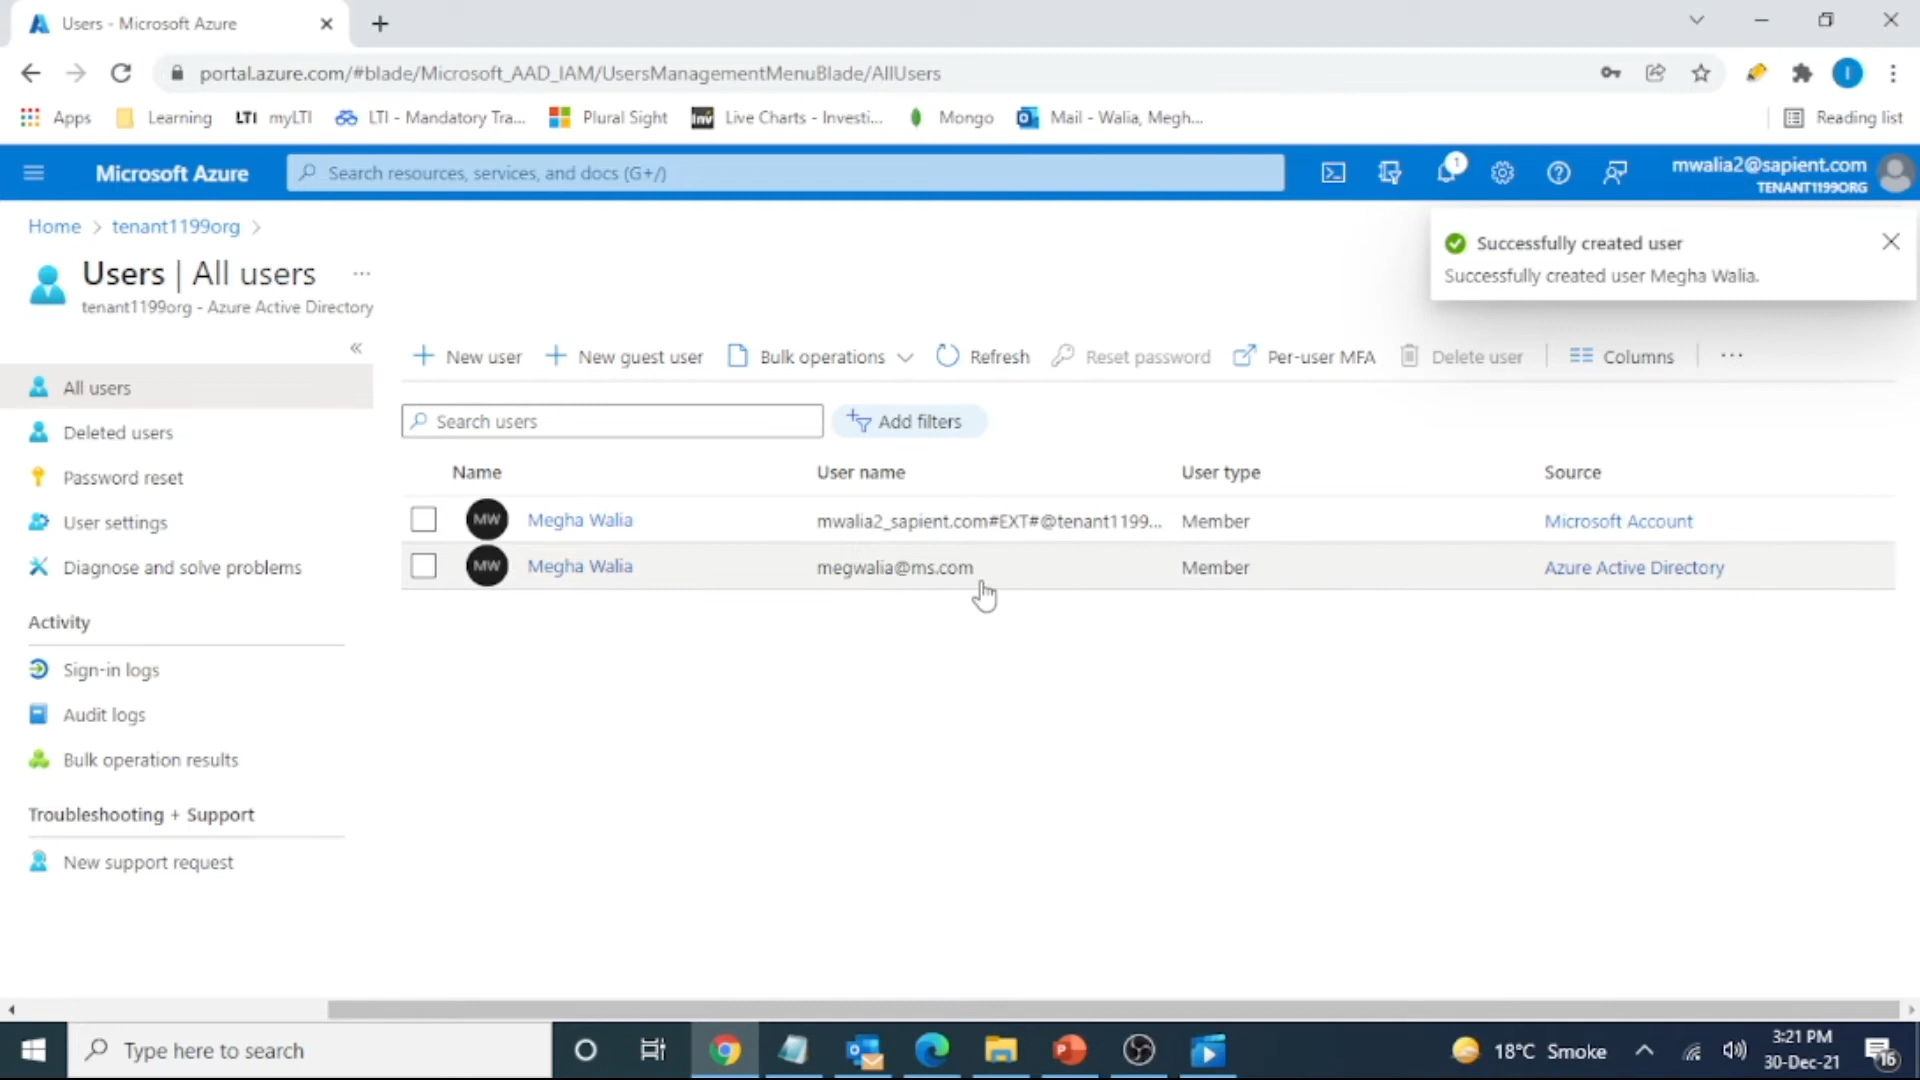 Users - Microsoft Azure
portal.azure.com/#blade/Microsoft_AAD_IAM/UsersManagementMenuBlade/AllUsers
Apps Learning LTI myLTI LTI - Mandatory Tra... Plural Sight Inv Live Charts - Investi... Mongo Mail - Walia, Megh... Reading list
Microsoft Azure Search resources, services, and docs (G+/) 1 mwalia2@sapient.com
TENANT1199ORG
Home > tenant1199org >
Successfully created user
Successfully created user Megha Walia.
Users | All users ...
tenant1199org - Azure Active Directory
«
+ New user + New guest user Bulk operations Refresh Reset password Per-user MFA Delete user Columns ...
All users
Deleted users
Password reset
User settings
Diagnose and solve problems
Activity
Sign-in logs
Audit logs
Bulk operation results
Troubleshooting + Support
New support request
Search users Add filters
Name User name User type Source
MW Megha Walia mwalia2_sapient.com#EXT#@tenant1199... Member Microsoft Account
MW Megha Walia megwalia@ms.com Member Azure Active Directory
Type here to search 18°C Smoke 3:21 PM
30-Dec-21
16